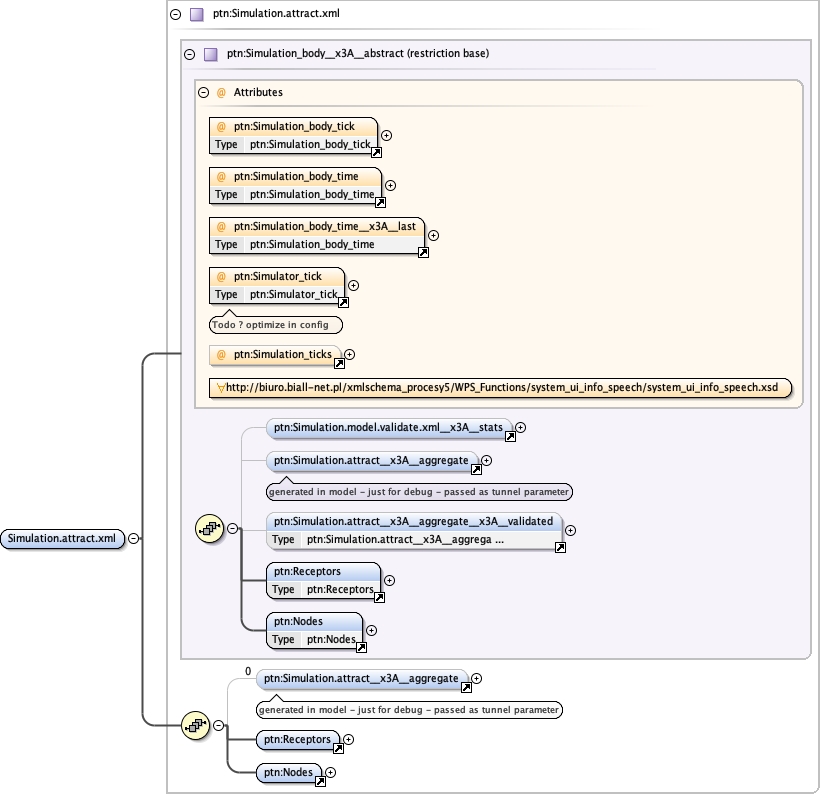 ptn:Simulation.attract.xml
ptn:Simulation_body__x3A__abstract (restriction base)
@ Attributes
@ ptn:Simulation_body_tick
Type ptn:Simulation_body_tick
@ ptn:Simulation_body_time
Type ptn:Simulation_body_time
@ ptn:Simulation_body_time__x3A__last
Type ptn:Simulation_body_time
@ ptn:Simulator_tick
Type ptn:Simulator_tick
Todo ? optimize in config
@ ptn:Simulation_ticks
http://biuro.biall-net.pl/xmlschema_procesy5/WPS_Functions/system_ui_info_speech/system_ui_info_speech.xsd
ptn:Simulation.model.validate.xml__x3A__stats
ptn:Simulation.attract__x3A__aggregate
generated in model - just for debug - passed as tunnel parameter
ptn:Simulation.attract__x3A__aggregate__x3A__validated
Type ptn:Simulation.attract__x3A__aggrega ...
Simulation.attract.xml
ptn:Receptors
Type ptn:Receptors
ptn:Nodes
Type ptn:Nodes
0
ptn:Simulation.attract__x3A__aggregate
generated in model - just for debug - passed as tunnel parameter
ptn:Receptors
ptn:Nodes